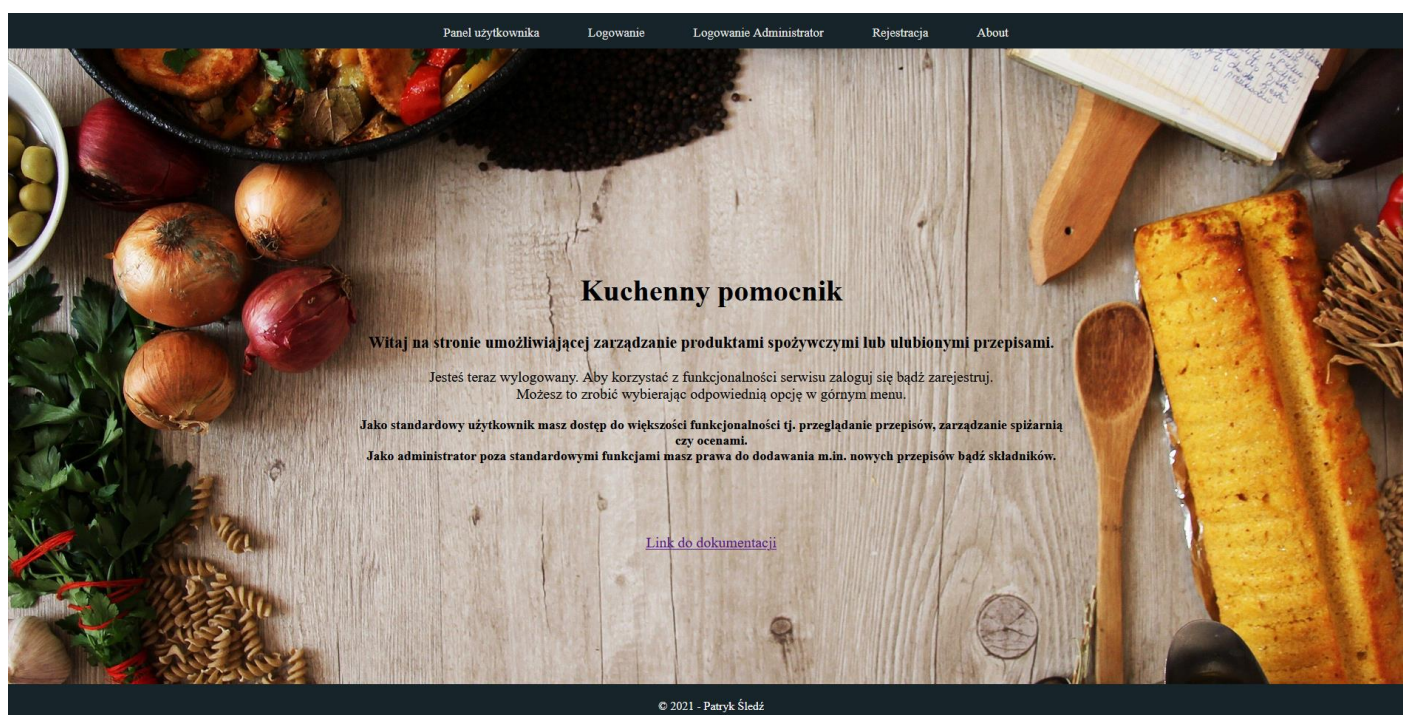 Panel użytkownika Logowanie Logowanie Administrator Rejestracja About
Kuchenny pomocnik
Witaj na stronie umożliwiającej zarządzanie produktami spożywczymi lub ulubionymi przepisami.
Jesteś teraz wylogowany. Aby korzystać z funkcjonalności serwisu zaloguj się bądź zarejestruj.
Możesz to zrobić wybierając odpowiednią opcję w górnym menu.
Jako standardowy użytkownik masz dostęp do większości funkcjonalności tj. przeglądanie przepisów, zarządzanie spiżarnią
czy ocenami.
Jako administrator poza standardowymi funkcjami masz prawa do dodawania m.in. nowych przepisów bądź składników.
Link do dokumentacji
© 2021 - Patryk Śledź